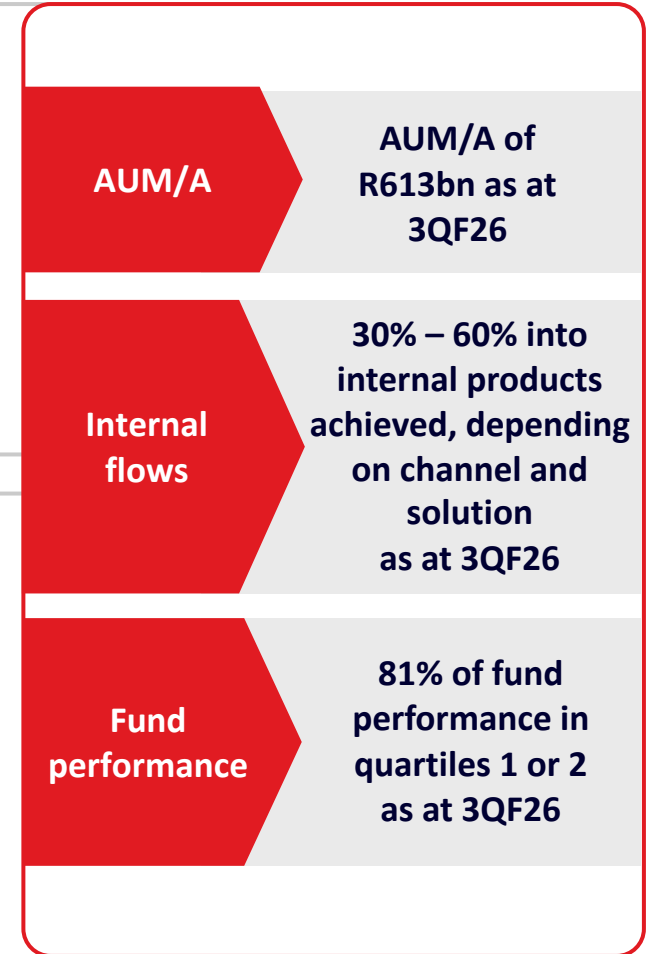 AUM/A
AUM/A of
R613bn as at
3QF26
Internal
flows
30% – 60% into
internal products
achieved, depending
on channel and
solution
as at 3QF26
Fund
performance
81% of fund
performance in
quartiles 1 or 2
as at 3QF26